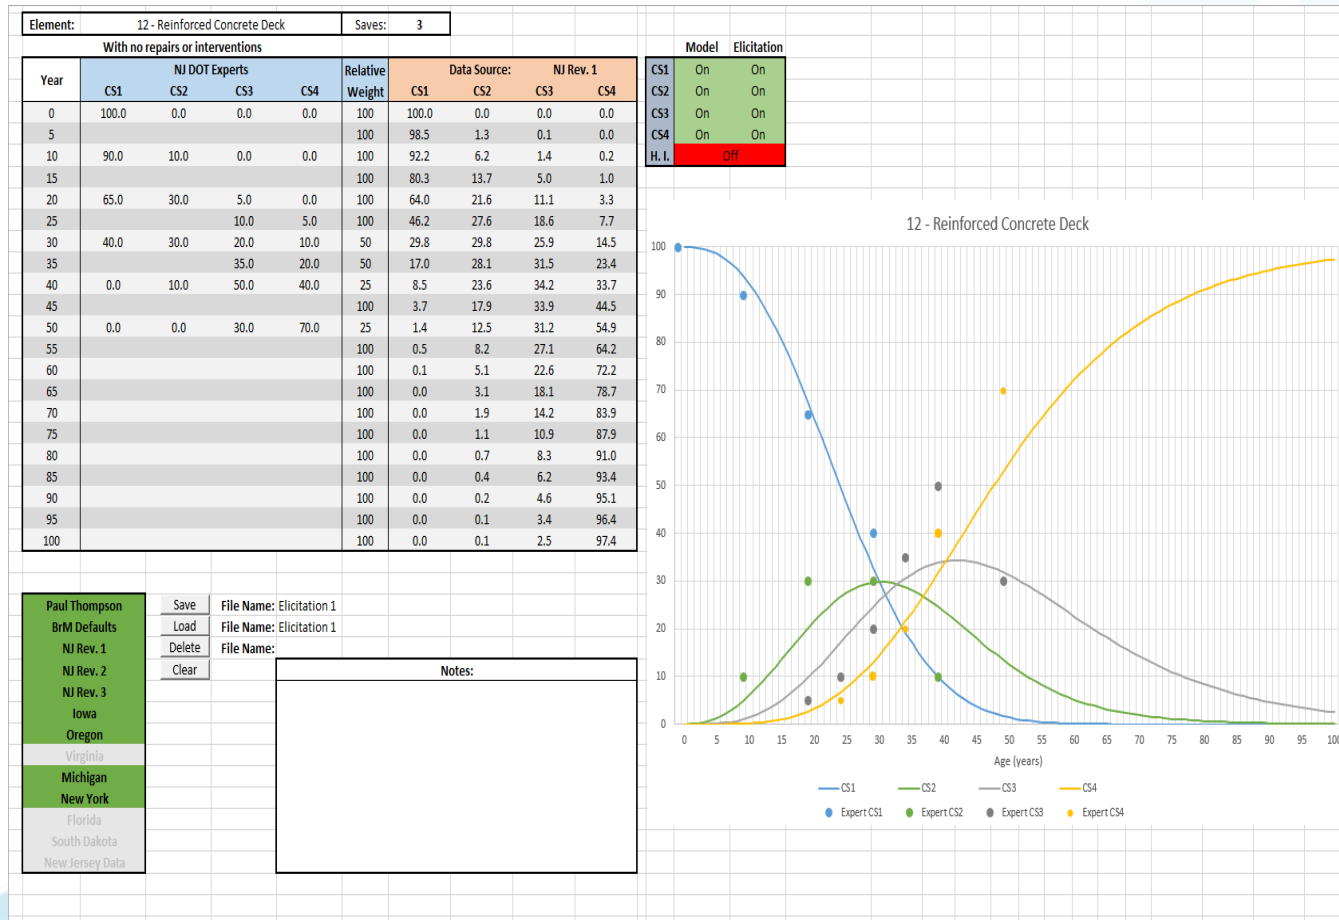 Element: 12 - Reinforced Concrete Deck Saves: 3
With no repairs or interventions
Year NJ DOT Experts Relative Weight Data Source: NJ Rev. 1
CS1 CS2 CS3 CS4 CS1 CS2 CS3 CS4
0 100.0 0.0 0.0 0.0 100 100.0 0.0 0.0 0.0
5 100 98.5 1.3 0.1 0.0
10 90.0 10.0 0.0 0.0 100 92.2 6.2 1.4 0.2
15 100 80.3 13.7 5.0 1.0
20 65.0 30.0 5.0 0.0 100 64.0 21.6 11.1 3.3
25 10.0 5.0 100 46.2 27.6 18.6 7.7
30 40.0 30.0 20.0 10.0 50 29.8 29.8 25.9 14.5
35 35.0 20.0 50 17.0 28.1 31.5 23.4
40 0.0 10.0 50.0 40.0 25 8.5 23.6 34.2 33.7
45 100 3.7 17.9 33.9 44.5
50 0.0 0.0 30.0 70.0 25 1.4 12.5 31.2 54.9
55 100 0.5 8.2 27.1 64.2
60 100 0.1 5.1 22.6 72.2
65 100 0.0 3.1 18.1 78.7
70 100 0.0 1.9 14.2 83.9
75 100 0.0 1.1 10.9 87.9
80 100 0.0 0.7 8.3 91.0
85 100 0.0 0.4 6.2 93.4
90 100 0.0 0.2 4.6 95.1
95 100 0.0 0.1 3.4 96.4
100 100 0.0 0.1 2.5 97.4
Model Elicitation
CS1 On On
CS2 On On
CS3 On On
CS4 On On
H. I. Off
12 - Reinforced Concrete Deck
100
90
80
70
60
50
40
30
20
10
0
0 5 10 15 20 25 30 35 40 45 50 55 60 65 70 75 80 85 90 95 100
Age (years)
CS1 CS2 CS3 CS4
Expert CS1 Expert CS2 Expert CS3 Expert CS4
Paul Thompson
BrM Defaults
NJ Rev. 1
NJ Rev. 2
NJ Rev. 3
Iowa
Oregon
Virginia
Michigan
New York
Florida
South Dakota
New Jersey Data
Save File Name: Elicitation 1
Load File Name: Elicitation 1
Delete File Name:
Clear
Notes: